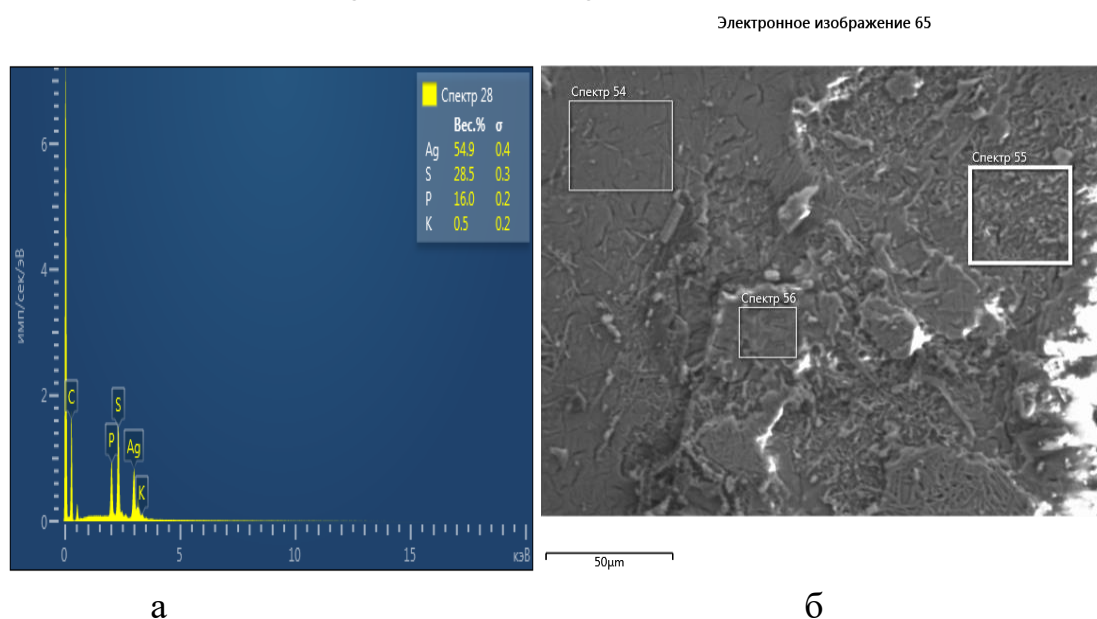 Электронное изображение 65
Спектр 28
Вес.% σ
Ag 54.9 0.4
S 28.5 0.3
P 16.0 0.2
K 0.5 0.2
имп/сек/эВ
6
4
2
0
C
P
S
Ag
K
0 5 10 15 кэВ
Спектр 54
Спектр 55
Спектр 56
50µm
а
б